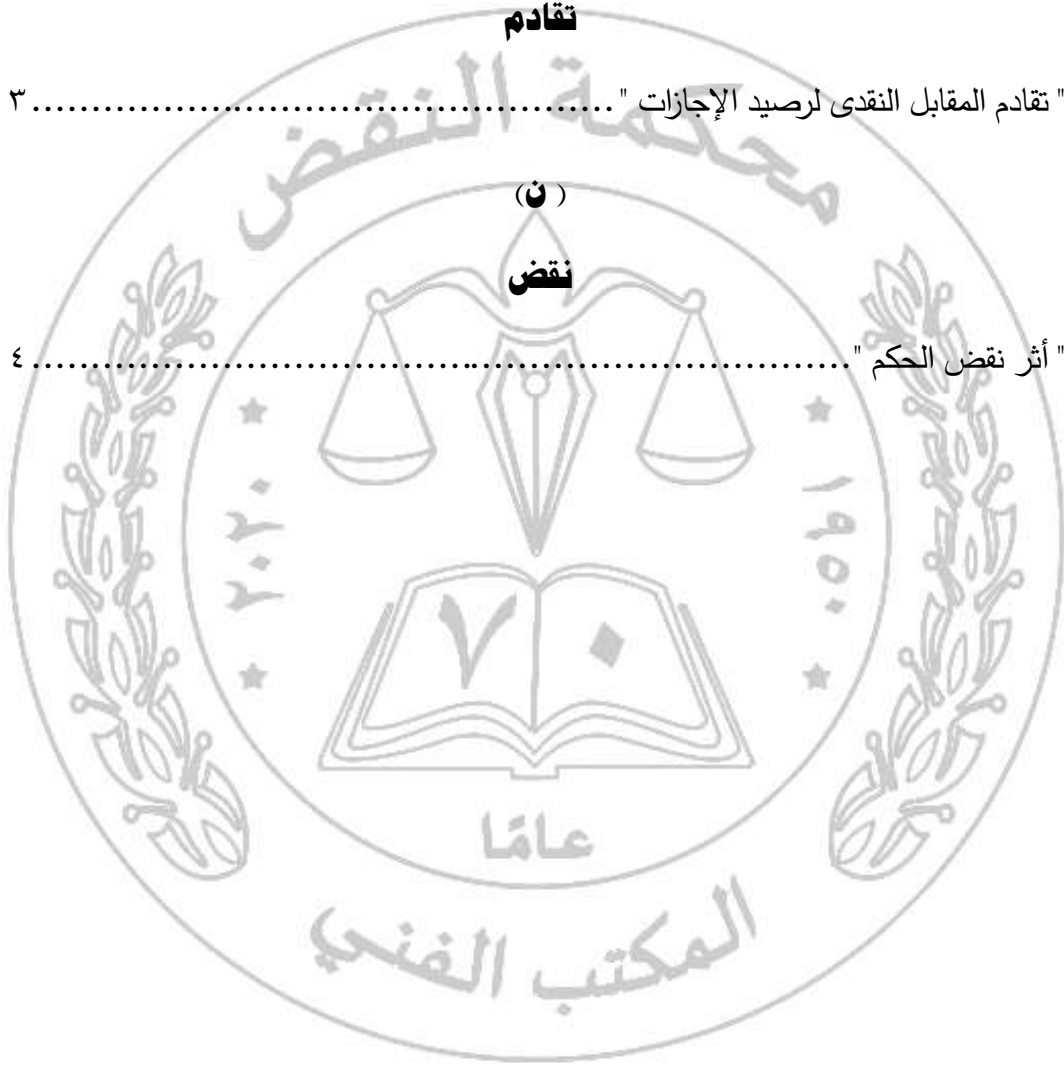 تقادم
" تقادم المقابل النقدى لرصيد الإجازات " ................................................ ٣
( ن)
نقض
" أثر نقض الحكم " .................................................................. ٤
محكمة النقض
٢٠٢٠
١٩٥٠
٧٠
عامًا
المكتب الفني